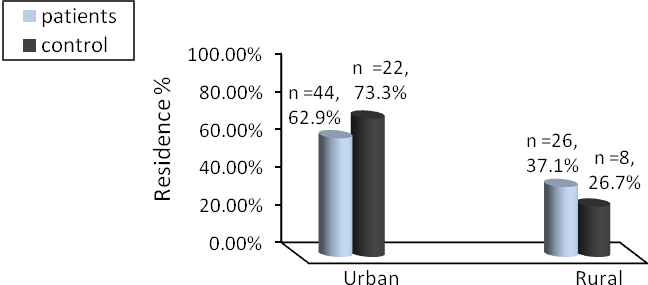 patients
control
100.00%
80.00%
60.00%
40.00%
20.00%
0.00%
Residence %
n =44,
62.9%
n =22,
73.3%
n =26,
37.1%
n =8,
26.7%
Urban
Rural